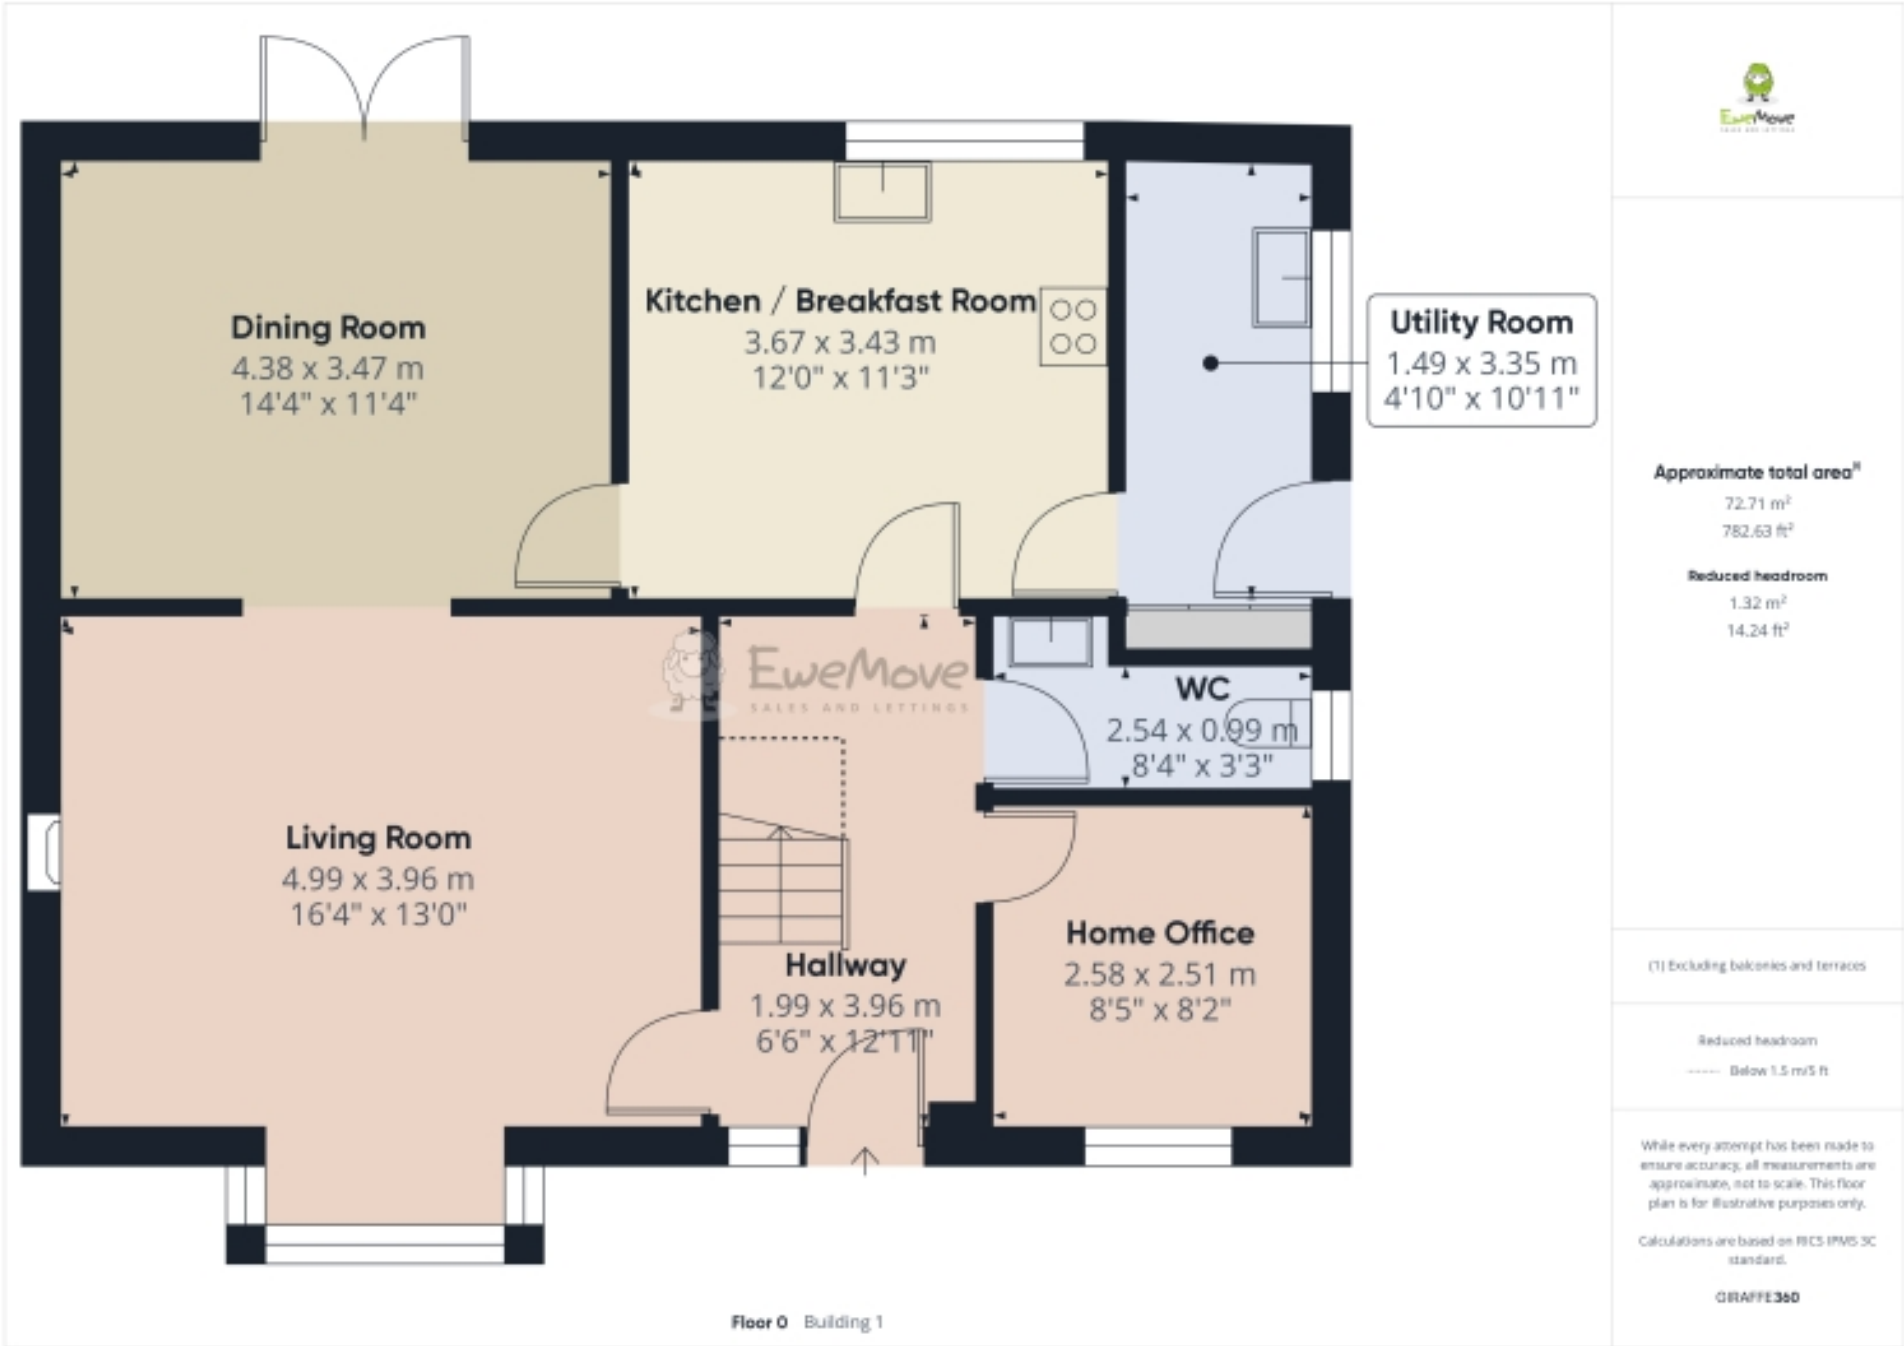 Dining Room
4.38 x 3.47 m
14'4" x 11'4"
Kitchen / Breakfast Room
3.67 x 3.43 m
12'0" x 11'3"
Utility Room
1.49 x 3.35 m
4'10" x 10'11"
EweMove
SALES AND LETTINGS
WC
2.54 x 0.99 m
8'4" x 3'3"
Living Room
4.99 x 3.96 m
16'4" x 13'0"
Hallway
1.99 x 3.96 m
6'6" x 12'11"
Home Office
2.58 x 2.51 m
8'5" x 8'2"
Floor 0 Building 1
EweMove
SALES AND LETTINGS
Approximate total area(1)
72.71 m²
782.63 ft²
Reduced headroom
1.32 m²
14.24 ft²
(1) Excluding balconies and terraces
Reduced headroom
Below 1.5 m/5 ft
While every attempt has been made to
ensure accuracy, all measurements are
approximate, not to scale. This floor
plan is for illustrative purposes only.
Calculations are based on RICS IPMS 3C
standard.
GIRAFFE360